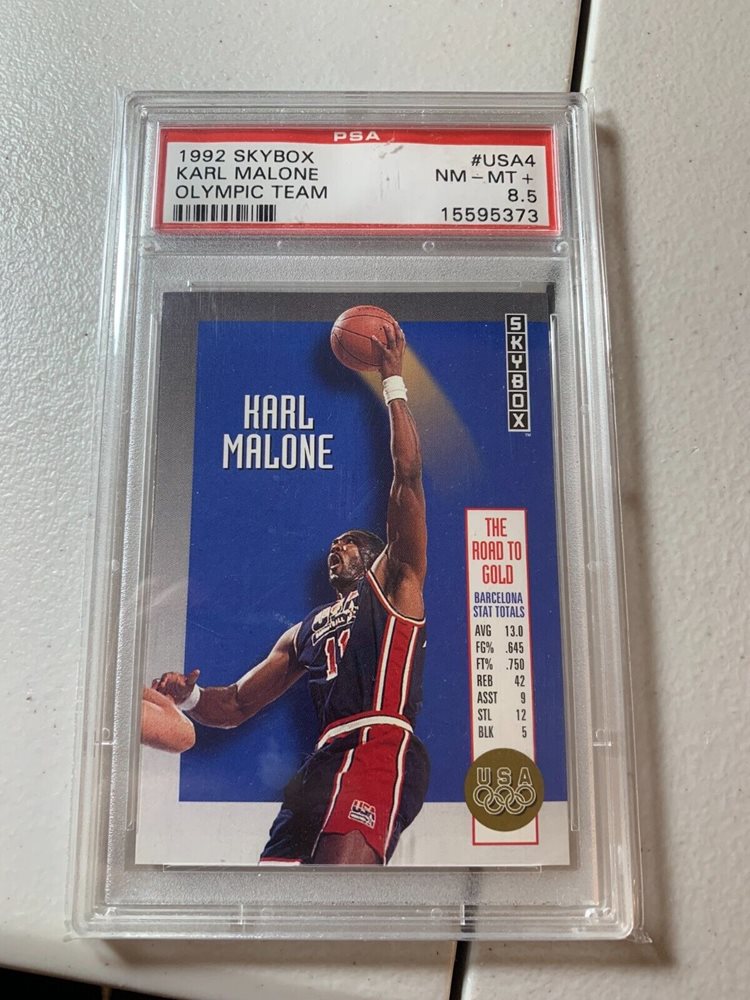 PSA
1992 SKYBOX #USA4
KARL MALONE NM - MT +
OLYMPIC TEAM 8.5
15595373
SKYBOX
KARL
MALONE
THE
ROAD TO
GOLD
BARCELONA
STAT TOTALS
AVG 13.0
FG% .645
FT% .750
REB 42
ASST 9
STL 12
BLK 5
USA
11
USA